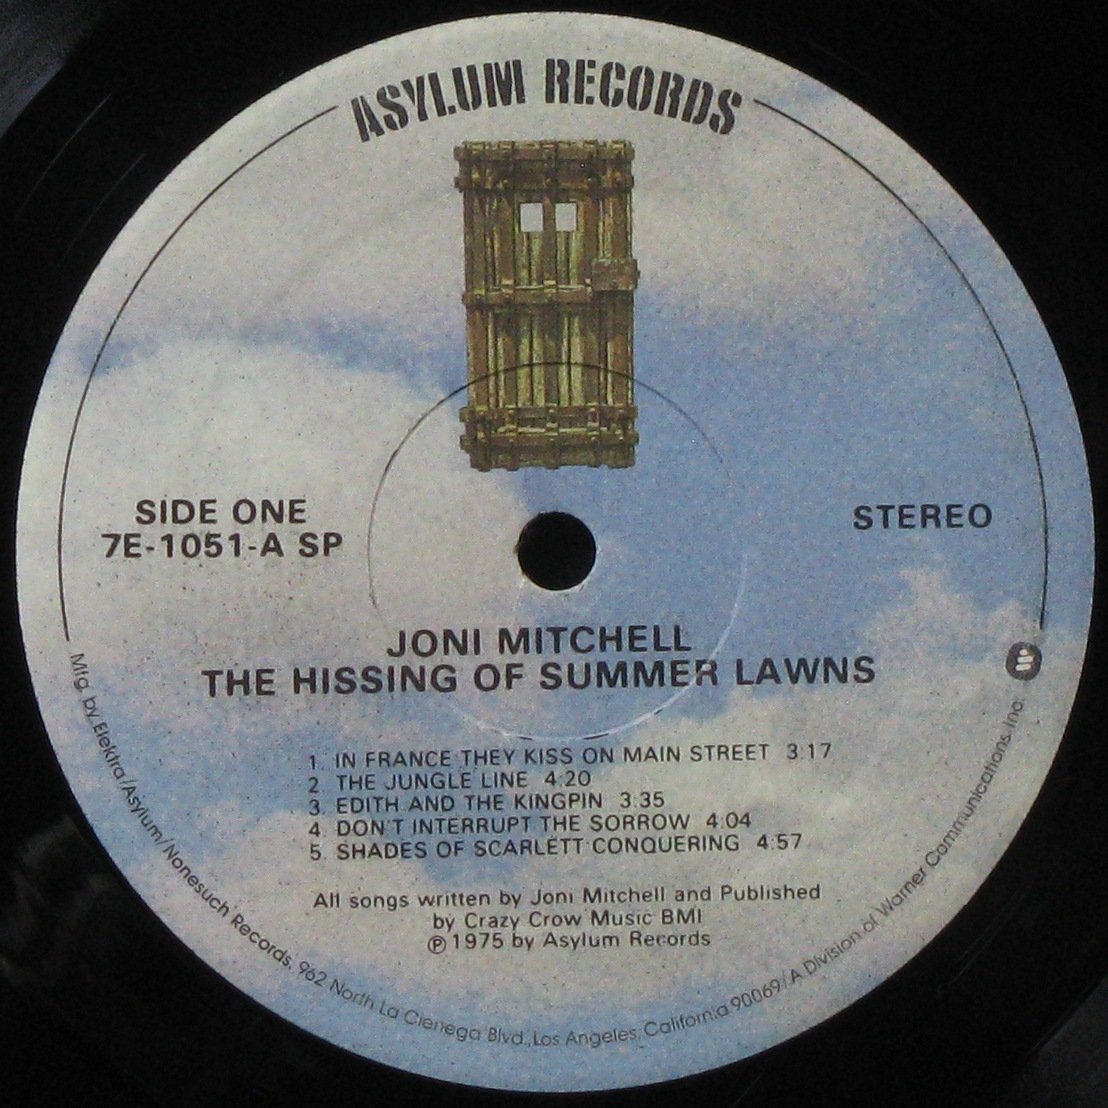 ASYLUM RECORDS
SIDE ONE
7E-1051-A SP
STEREO
JONI MITCHELL
THE HISSING OF SUMMER LAWNS
1. IN FRANCE THEY KISS ON MAIN STREET 3:17
2. THE JUNGLE LINE 4:20
3. EDITH AND THE KINGPIN 3:35
4. DON'T INTERRUPT THE SORROW 4:04
5. SHADES OF SCARLETT CONQUERING 4:57
All songs written by Joni Mitchell and Published
by Crazy Crow Music BMI
℗ 1975 by Asylum Records
Mfg. by Elektra/Asylum/Nonesuch Records, 962 North La Cienega Blvd., Los Angeles, California 90069/A Division of Warner Communications Inc.